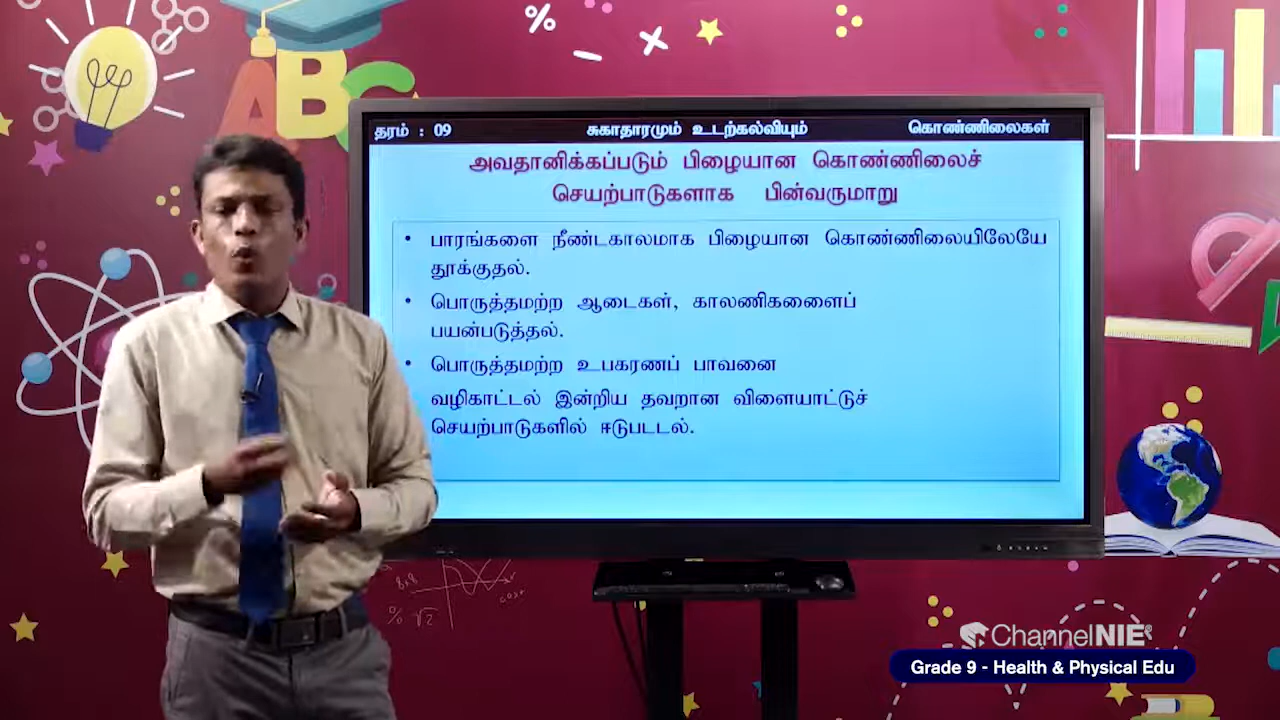 ABC
தரம் : 09 சுகாதாரமும் உடற்கல்வியும் கொண்ணிலைகள்
அவதானிக்கப்படும் பிழையான கொண்ணிலைச்
செயற்பாடுகளாக பின்வருமாறு
• பாரங்களை நீண்டகாலமாக பிழையான கொண்ணிலையிலேயே
தூக்குதல்.
• பொருத்தமற்ற ஆடைகள், காலணிகளைைப்
பயன்படுத்தல்.
• பொருத்தமற்ற உபகரணப் பாவனை
வழிகாட்டல் இன்றிய தவறான விளையாட்டுச்
செயற்பாடுகளில் ஈடுபடடல்.
% √2
ChannelNIE
Grade 9 - Health & Physical Edu